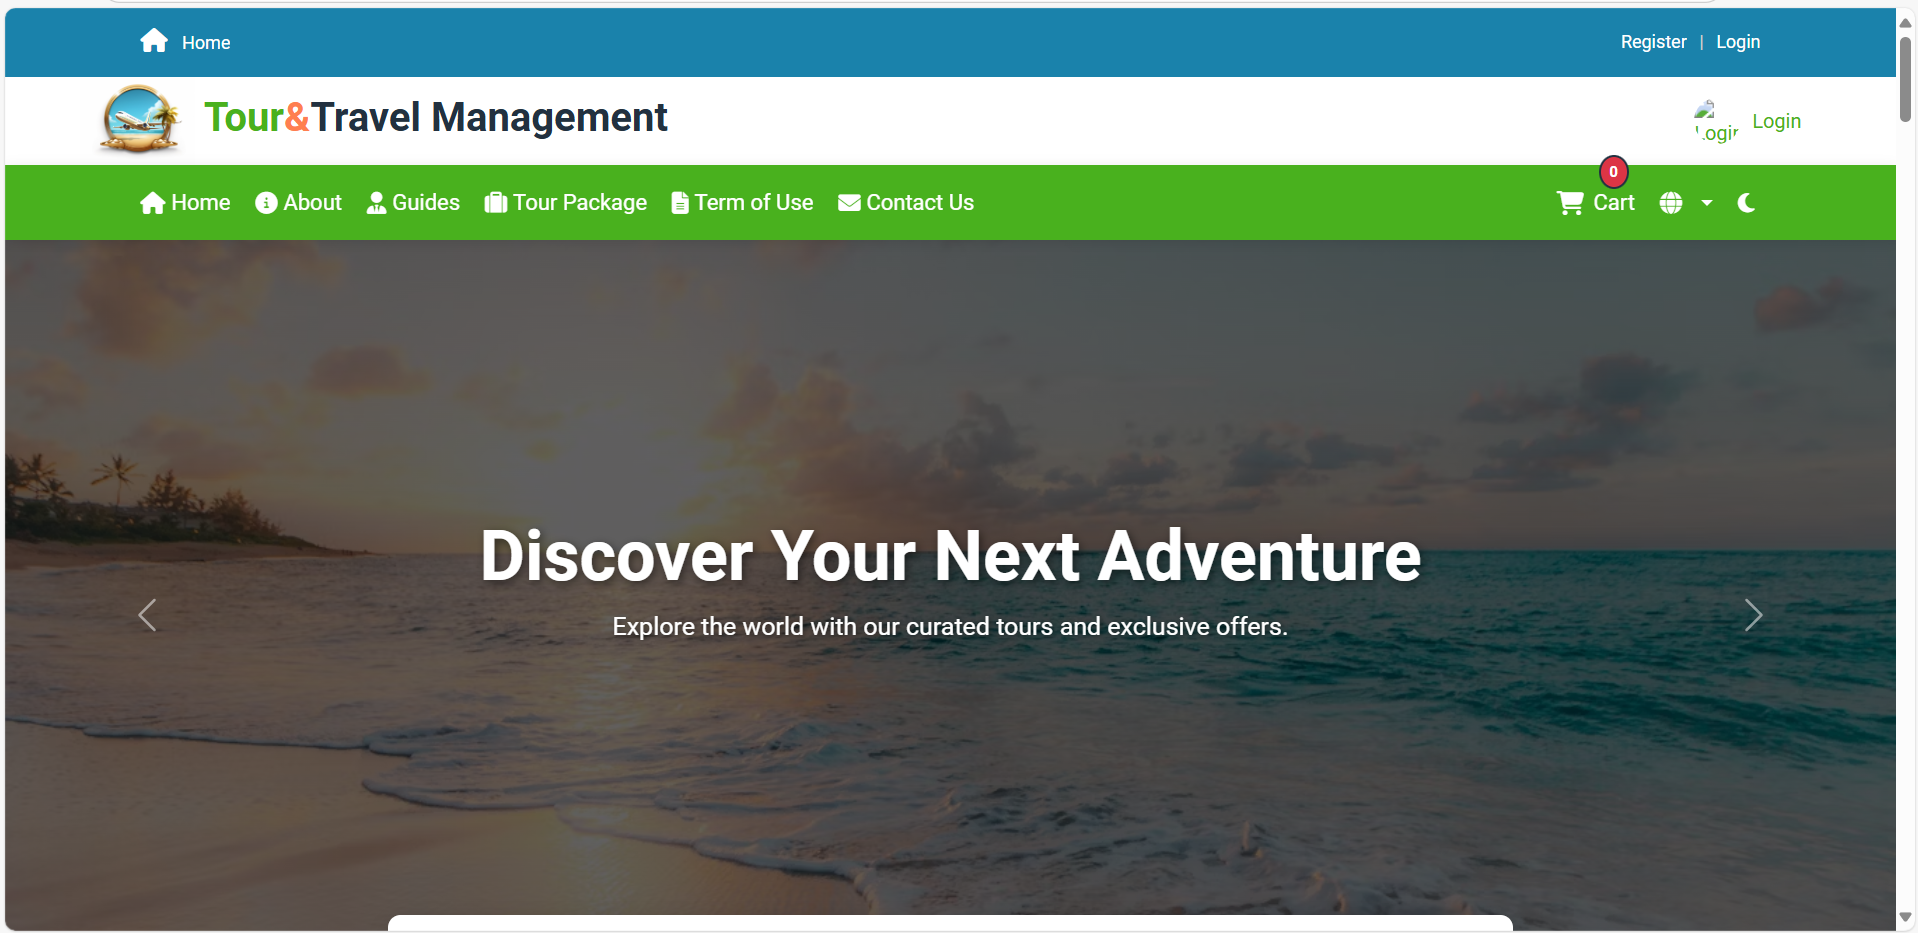 Home
Register | Login
Tour&Travel Management
Login
Login
Home About Guides Tour Package Term of Use Contact Us
0
Cart
Discover Your Next Adventure
Explore the world with our curated tours and exclusive offers.